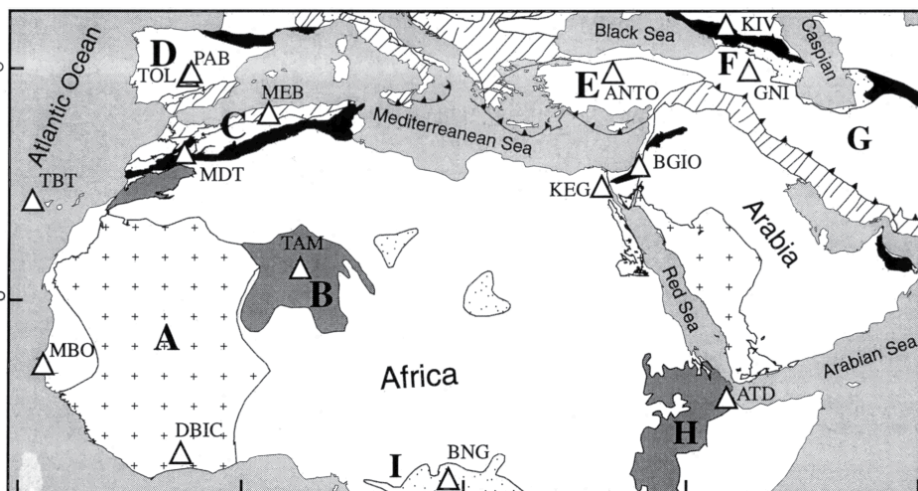 KIV
Black Sea
Caspian
D
PAB
TOL
F
GNI
E
ANTO
Atlantic Ocean
MEB
C
Mediterranean Sea
G
MDT
BGIO
KEG
TBT
TAM
B
Arabia
Red Sea
A
MBO
Africa
Arabian Sea
ATD
H
DBIC
I
BNG